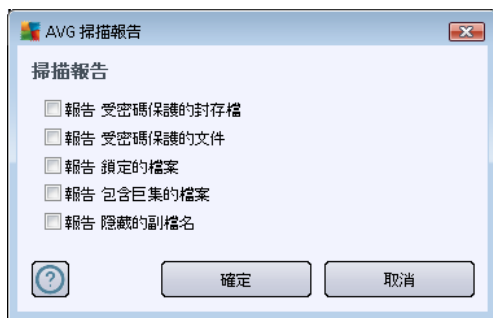 AVG 掃描報告
掃描報告
報告 受密碼保護的封存檔
報告 受密碼保護的文件
報告 鎖定的檔案
報告 包含巨集的檔案
報告 隱藏的副檔名
?
確定
取消